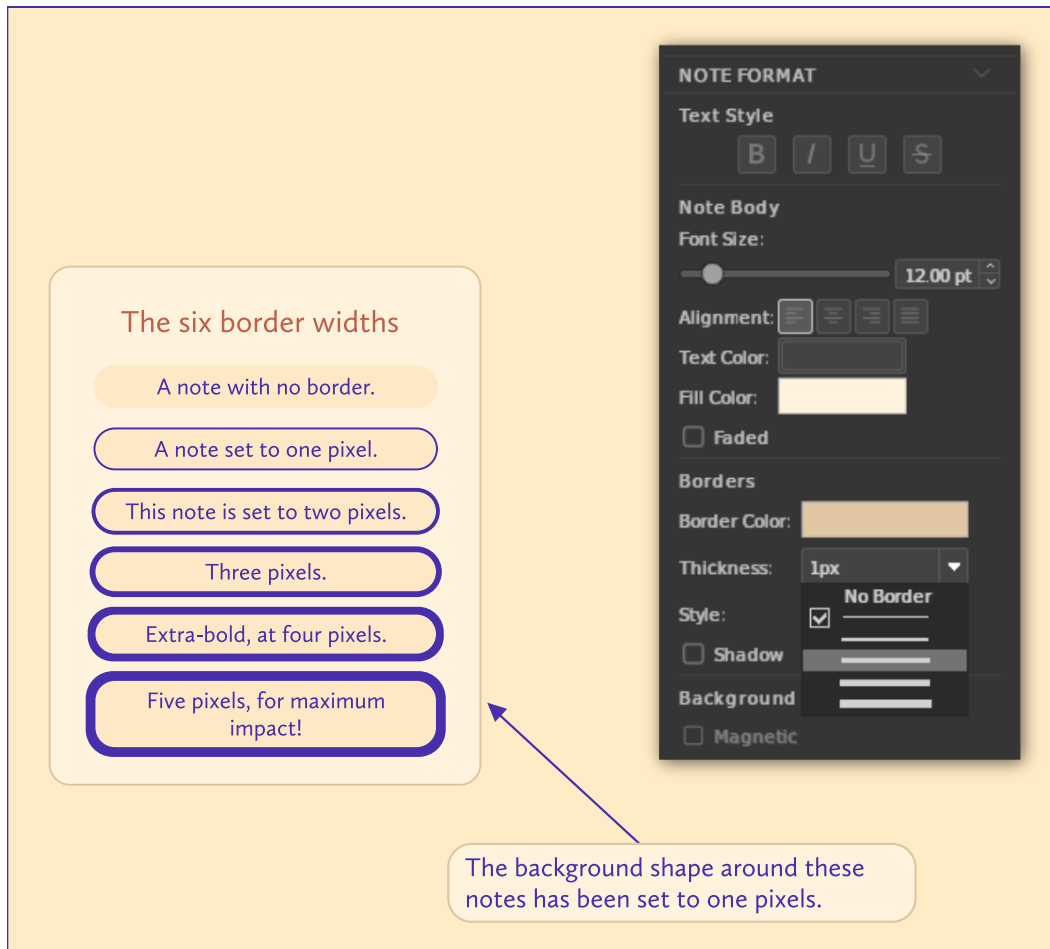 The six border widths
A note with no border.
A note set to one pixel.
This note is set to two pixels.
Three pixels.
Extra-bold, at four pixels.
Five pixels, for maximum
impact!
The background shape around these
notes has been set to one pixels.
NOTE FORMAT
Text Style
B I U S
Note Body
Font Size:
12.00 pt
Alignment:
Text Color:
Fill Color:
Faded
Borders
Border Color:
Thickness: 1px
No Border
Style:
Shadow
Background
Magnetic